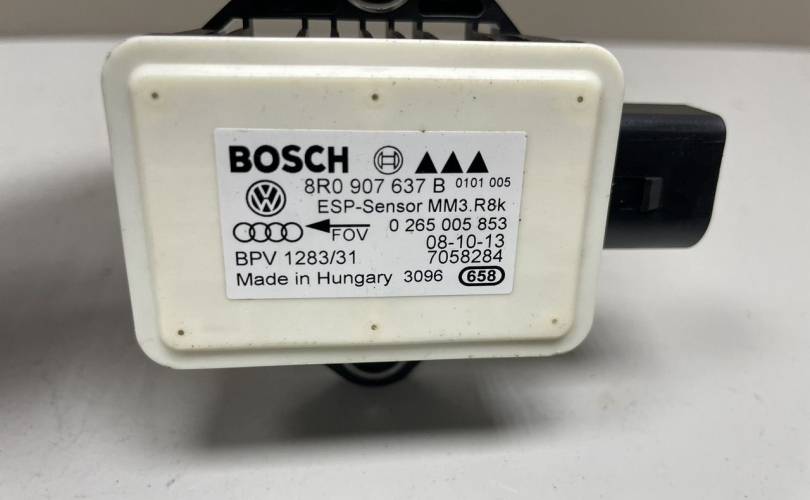 BOSCH
8R0 907 637 B 0101 005
ESP-Sensor MM3.R8k
0 265 005 853
FOV
08-10-13
BPV 1283/31 7058284
Made in Hungary 3096 658